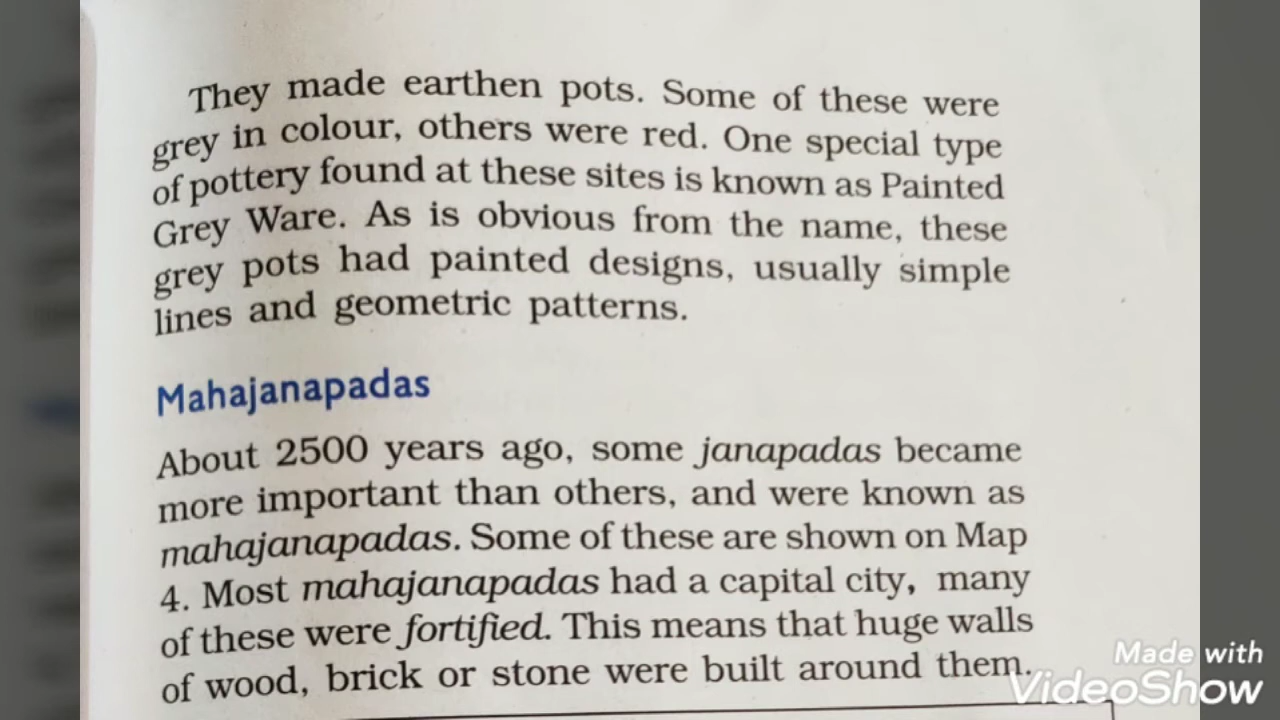 They made earthen pots. Some of these were
grey in colour, others were red. One special type
of pottery found at these sites is known as Painted
Grey Ware. As is obvious from the name, these
grey pots had painted designs, usually simple
lines and geometric patterns.
Mahajanapadas
About 2500 years ago, some janapadas became
more important than others, and were known as
mahajanapadas. Some of these are shown on Map
4. Most mahajanapadas had a capital city, many
of these were fortified. This means that huge walls
of wood, brick or stone were built around them.
Made with
VideoShow